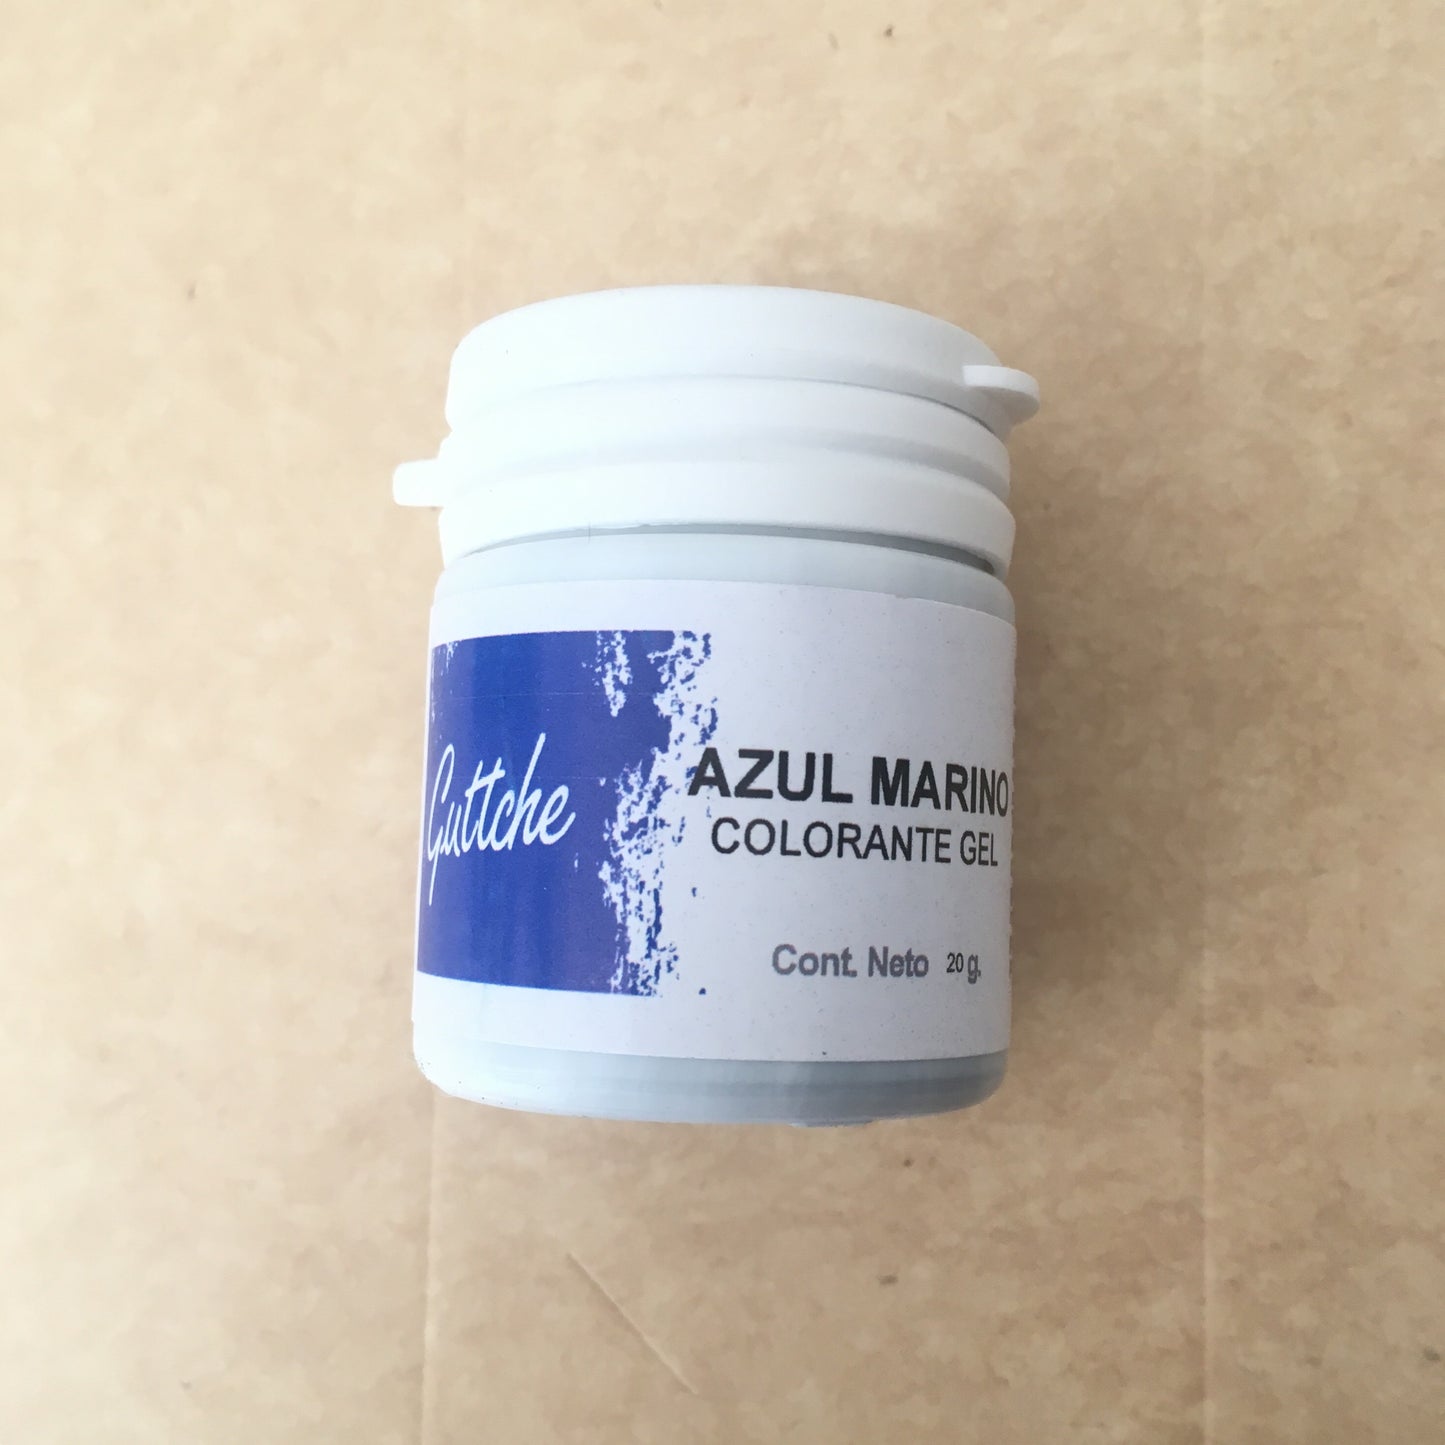 Guttche
AZUL MARINO
COLORANTE GEL
Cont. Neto 20 g.